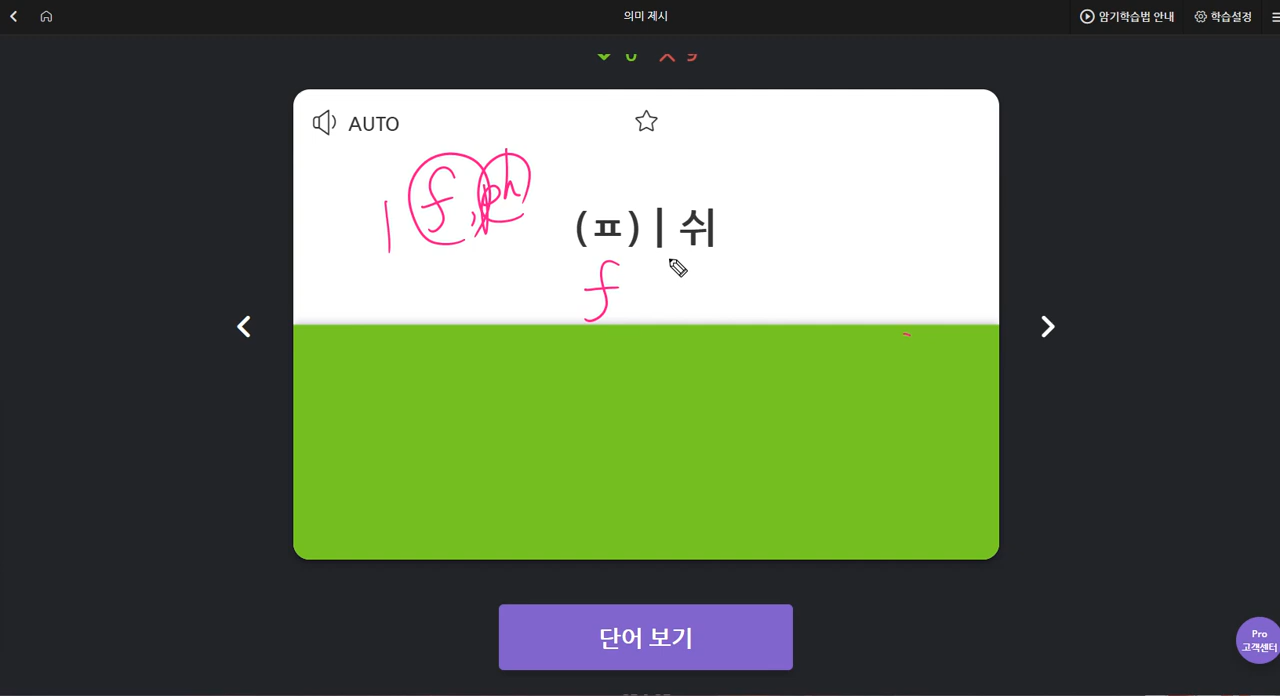 의미 제시
암기학습법 안내
학습설정
AUTO
f, ph
(ㅍ) | 쉬
f
단어 보기
Pro
고객센터